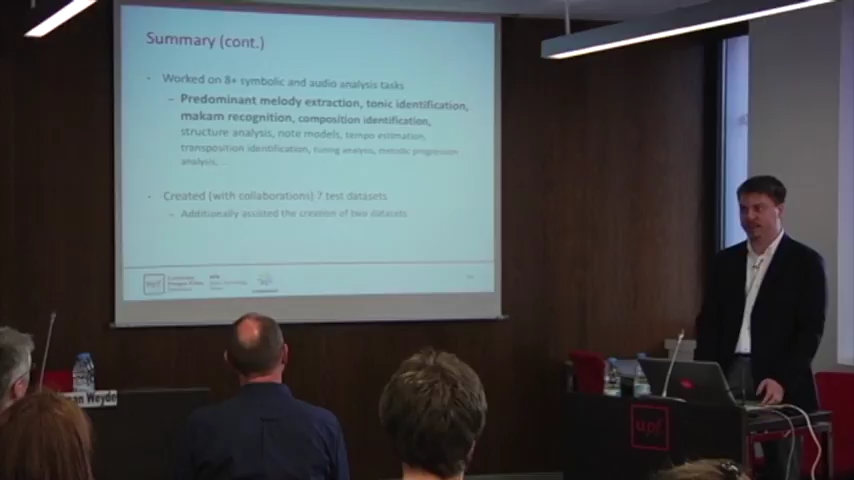 Summary (cont.)
- Worked on 8+ symbolic and audio analysis tasks
– Predominant melody extraction, tonic identification,
makam recognition, composition identification,
structure analysis, note models, tempo estimation,
transposition identification, tuning analysis, melodic progression
analysis, ..
- Created (with collaborations) 7 test datasets
– Additionally assisted the creation of two datasets
upf
an Weyde
upf.